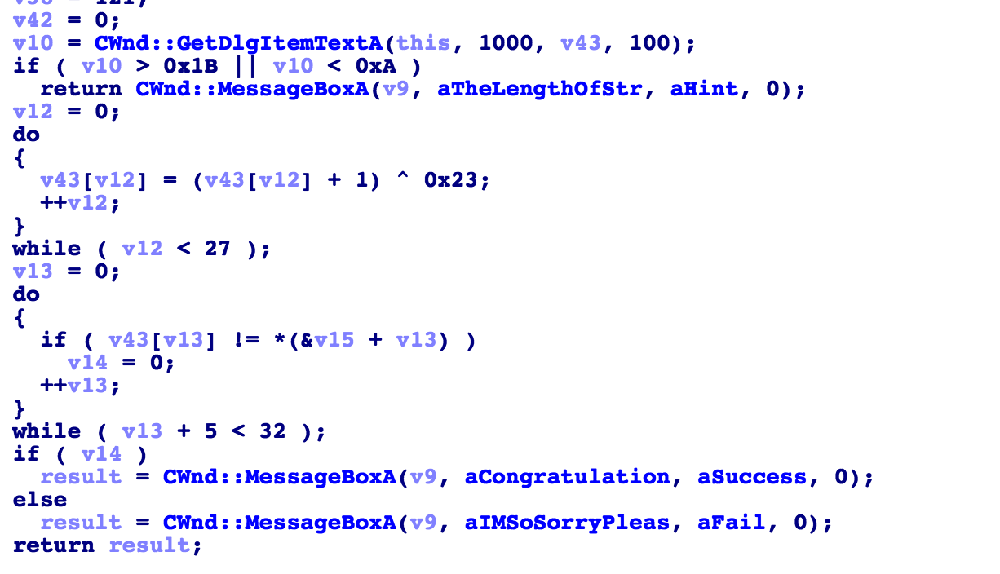 v42 = 0;
v10 = CWnd::GetDlgItemTextA(this, 1000, v43, 100);
if ( v10 > 0x1B || v10 < 0xA )
return CWnd::MessageBoxA(v9, aTheLengthOfStr, aHint, 0);
v12 = 0;
do
{
v43[v12] = (v43[v12] + 1) ^ 0x23;
++v12;
}
while ( v12 < 27 );
v13 = 0;
do
{
if ( v43[v13] != *(&v15 + v13) )
v14 = 0;
++v13;
}
while ( v13 + 5 < 32 );
if ( v14 )
result = CWnd::MessageBoxA(v9, aCongratulation, aSuccess, 0);
else
result = CWnd::MessageBoxA(v9, aIMSoSorryPleas, aFail, 0);
return result;